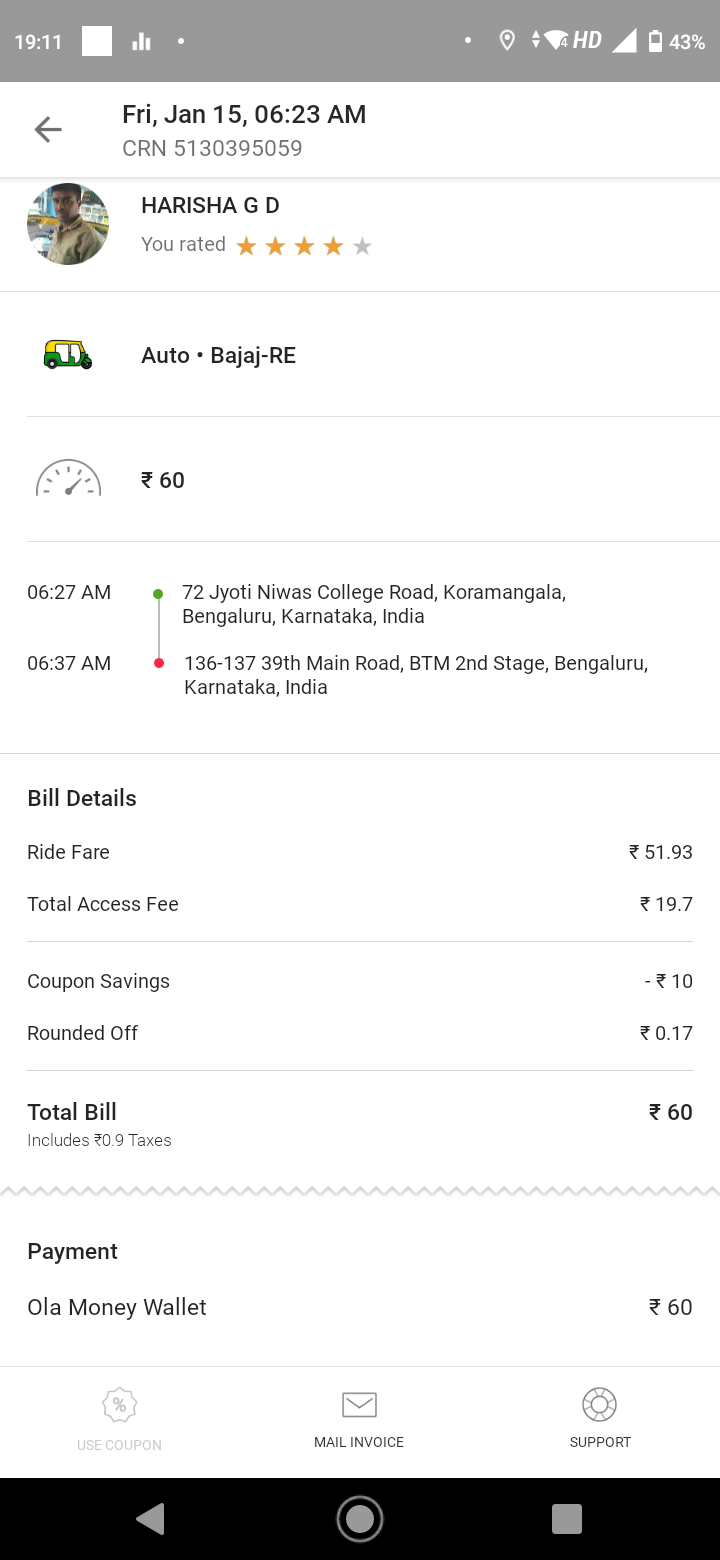 19:11
4 HD 43%
Fri, Jan 15, 06:23 AM
CRN 5130395059
HARISHA G D
You rated
Auto • Bajaj-RE
₹ 60
06:27 AM 72 Jyoti Niwas College Road, Koramangala,
Bengaluru, Karnataka, India
06:37 AM 136-137 39th Main Road, BTM 2nd Stage, Bengaluru,
Karnataka, India
Bill Details
Ride Fare ₹ 51.93
Total Access Fee ₹ 19.7
Coupon Savings - ₹ 10
Rounded Off ₹ 0.17
Total Bill ₹ 60
Includes ₹0.9 Taxes
Payment
Ola Money Wallet ₹ 60
%
USE COUPON MAIL INVOICE SUPPORT